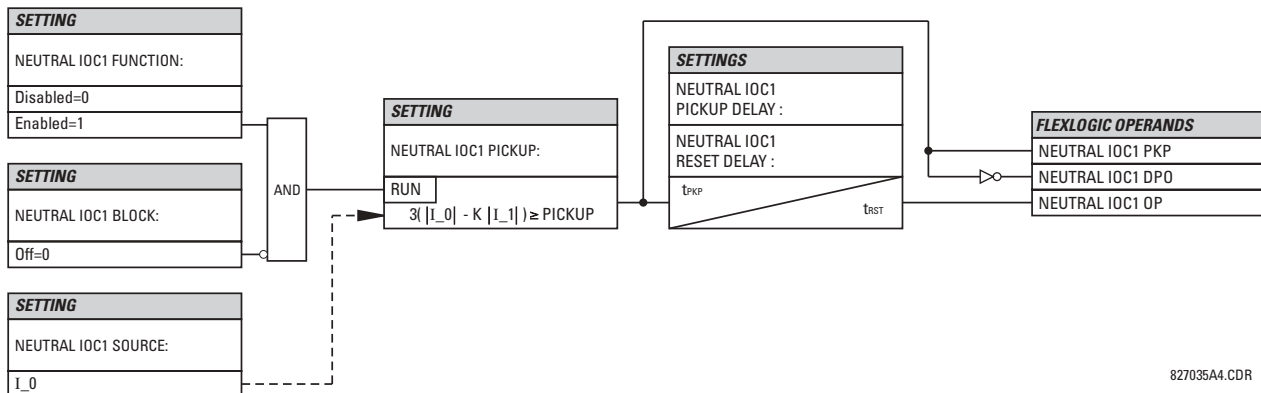 SETTING
NEUTRAL IOC1 FUNCTION:
Disabled=0
Enabled=1
SETTING
NEUTRAL IOC1 BLOCK:
Off=0
SETTING
NEUTRAL IOC1 SOURCE:
I_0
AND
SETTING
NEUTRAL IOC1 PICKUP:
RUN
3( |I_0| - K |I_1| ) ≥ PICKUP
SETTINGS
NEUTRAL IOC1
PICKUP DELAY :
NEUTRAL IOC1
RESET DELAY :
tPKP
tRST
FLEXLOGIC OPERANDS
NEUTRAL IOC1 PKP
NEUTRAL IOC1 DPO
NEUTRAL IOC1 OP
827035A4.CDR